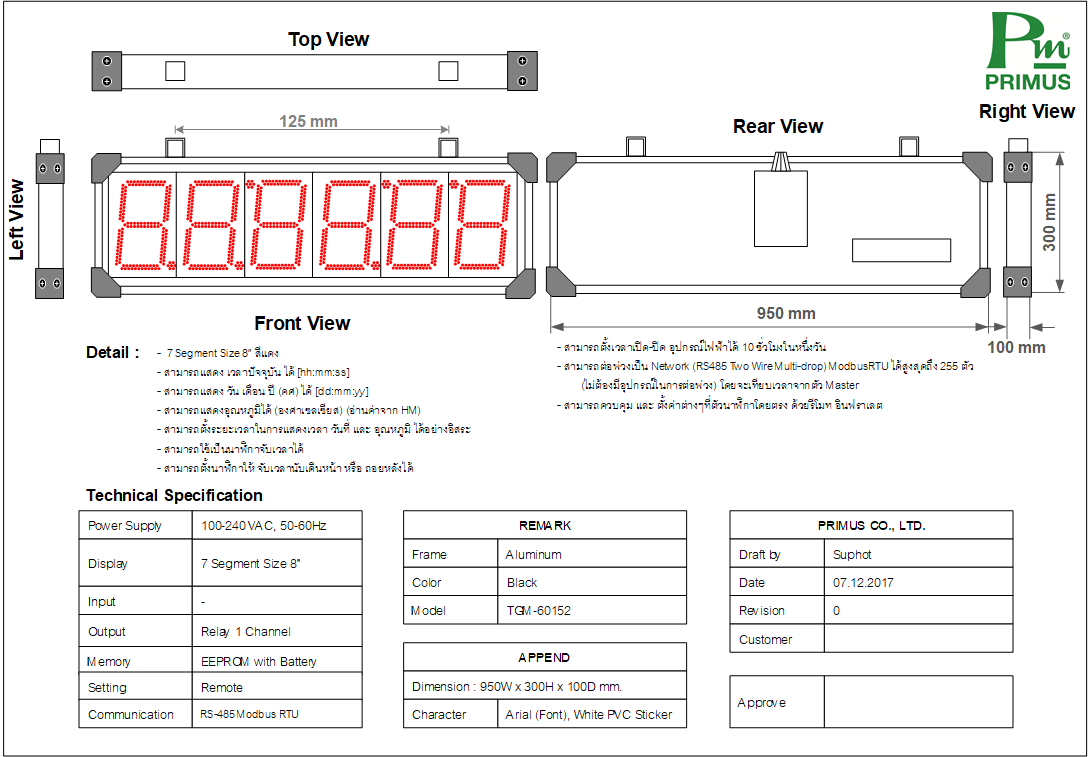 Top View
Pm®
PRIMUS
Right View
Rear View
125 mm
Left View
300 mm
950 mm
100 mm
Front View
Detail :
- 7 Segment Size 8" สีแดง
- สามารถแสดง เวลาปัจจุบัน ได้ [hh:mm:ss]
- สามารถแสดง วัน เดือน ปี (คศ) ได้ [dd:mm:yy]
- สามารถแสดงอุณหภูมิได้ (องศาเซลเซียส) (อ่านค่าจาก HM)
- สามารถตั้งระยะเวลาในการแสดงเวลา วันที่ และ อุณหภูมิ ได้อย่างอิสระ
- สามารถใช้เป็นนาฬิกาจับเวลาได้
- สามารถตั้งนาฬิกาให้ จับเวลานับเดินหน้า หรือ ถอยหลังได้
- สามารถตั้งเวลาเปิด-ปิด อุปกรณ์ไฟฟ้าได้ 10 ชั่วโมงในหนึ่งวัน
- สามารถต่อพ่วงเป็น Network (RS485 Two Wire Multi-drop) ModbusRTU ได้สูงสุดถึง 255 ตัว
(ไม่ต้องมีอุปกรณ์ในการต่อพ่วง) โดยจะเทียบเวลาจากตัว Master
- สามารถควบคุม และ ตั้งค่าต่างๆที่ตัวนาฬิกาโดยตรง ด้วยรีโมท อินฟราเลต
Technical Specification
Power Supply 100-240 VAC, 50-60Hz
Display 7 Segment Size 8"
Input -
Output Relay 1 Channel
Memory EEPROM with Battery
Setting Remote
Communication RS-485 Modbus RTU
REMARK
Frame Aluminum
Color Black
Model TGM-60152
APPEND
Dimension : 950W x 300H x 100D mm.
Character Arial (Font), White PVC Sticker
PRIMUS CO., LTD.
Draft by Suphot
Date 07.12.2017
Revision 0
Customer
Approve